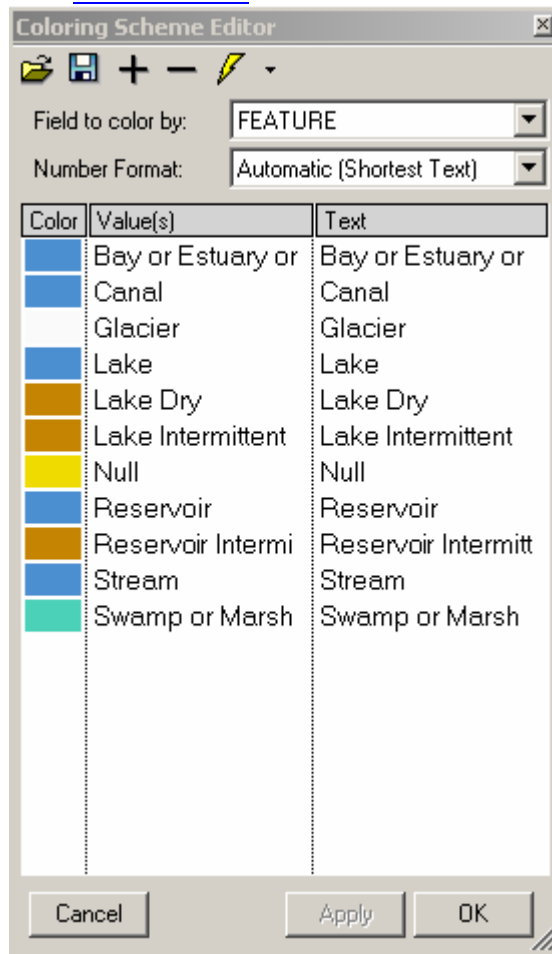 Coloring Scheme Editor
Field to color by: FEATURE
Number Format: Automatic (Shortest Text)
Color Value(s) Text
Bay or Estuary or Bay or Estuary or
Canal Canal
Glacier Glacier
Lake Lake
Lake Dry Lake Dry
Lake Intermittent Lake Intermittent
Null Null
Reservoir Reservoir
Reservoir Intermi Reservoir Intermitt
Stream Stream
Swamp or Marsh Swamp or Marsh
Cancel Apply OK